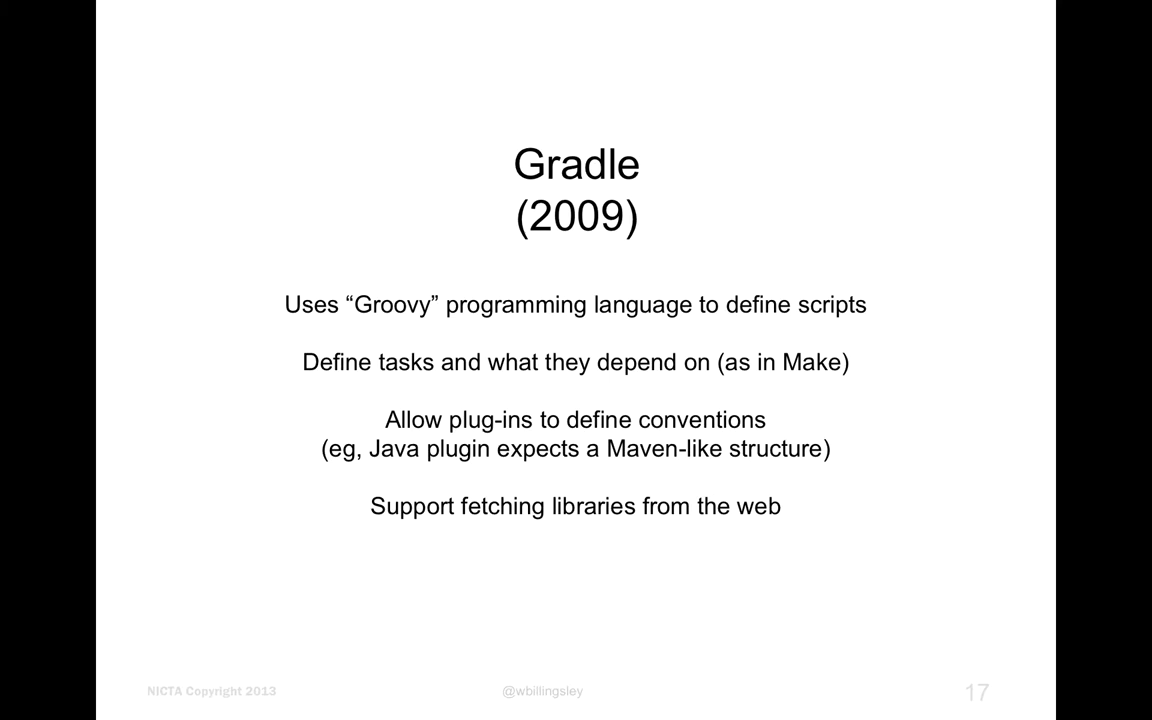 Gradle
(2009)
Uses “Groovy” programming language to define scripts
Define tasks and what they depend on (as in Make)
Allow plug-ins to define conventions
(eg, Java plugin expects a Maven-like structure)
Support fetching libraries from the web
NICTA Copyright 2013
@wbillingsley
17